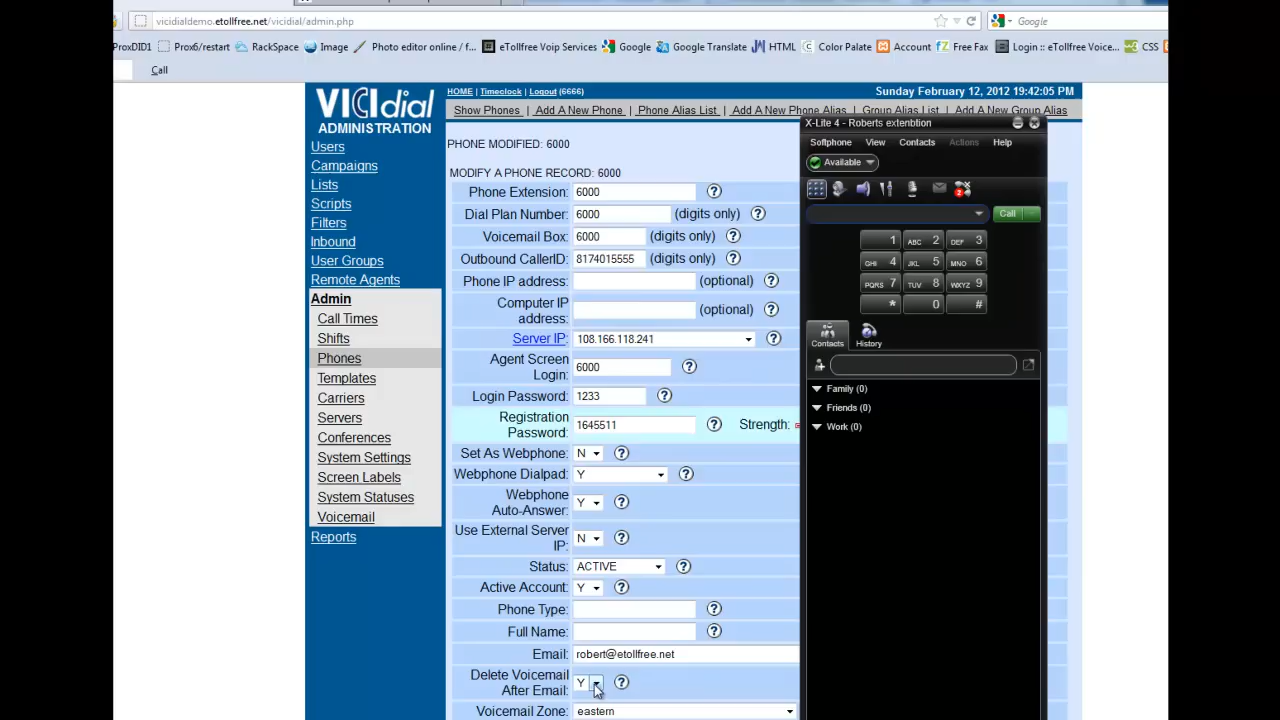 vicidialdemo.etollfree.net/vicidial/admin.php
Google
ProxDID1 Prox6/restart RackSpace Image Photo editor online / f... eTollfree Voip Services Google Google Translate HTML Color Palate Account Free Fax Login :: eTollfree Voice... CSS
Call
VICIdial
ADMINISTRATION
HOME | Timeclock | Logout (6666)
Sunday February 12, 2012 19:42:05 PM
Show Phones | Add A New Phone | Phone Alias List | Add A New Phone Alias | Group Alias List | Add A New Group Alias
Users
Campaigns
Lists
Scripts
Filters
Inbound
User Groups
Remote Agents
Admin
Call Times
Shifts
Phones
Templates
Carriers
Servers
Conferences
System Settings
Screen Labels
System Statuses
Voicemail
Reports
PHONE MODIFIED: 6000
MODIFY A PHONE RECORD: 6000
Phone Extension: 6000 ?
Dial Plan Number: 6000 (digits only) ?
Voicemail Box: 6000 (digits only) ?
Outbound CallerID: 8174015555 (digits only) ?
Phone IP address: (optional) ?
Computer IP
address: (optional) ?
Server IP: 108.166.118.241 ?
Agent Screen
Login: 6000 ?
Login Password: 1233 ?
Registration
Password: 1645511 ? Strength:
Set As Webphone: N ?
Webphone Dialpad: Y ?
Webphone
Auto-Answer: Y ?
Use External Server
IP: N ?
Status: ACTIVE ?
Active Account: Y ?
Phone Type: ?
Full Name: ?
Email: robert@etollfree.net
Delete Voicemail
After Email: Y ?
Voicemail Zone: eastern
X-Lite 4 - Roberts extenbtion
Softphone View Contacts Actions Help
Available
2
Call
1 ABC 2 DEF 3
GHI 4 JKL 5 MNO 6
PQRS 7 TUV 8 WXYZ 9
* 0 #
Contacts History
Family (0)
Friends (0)
Work (0)